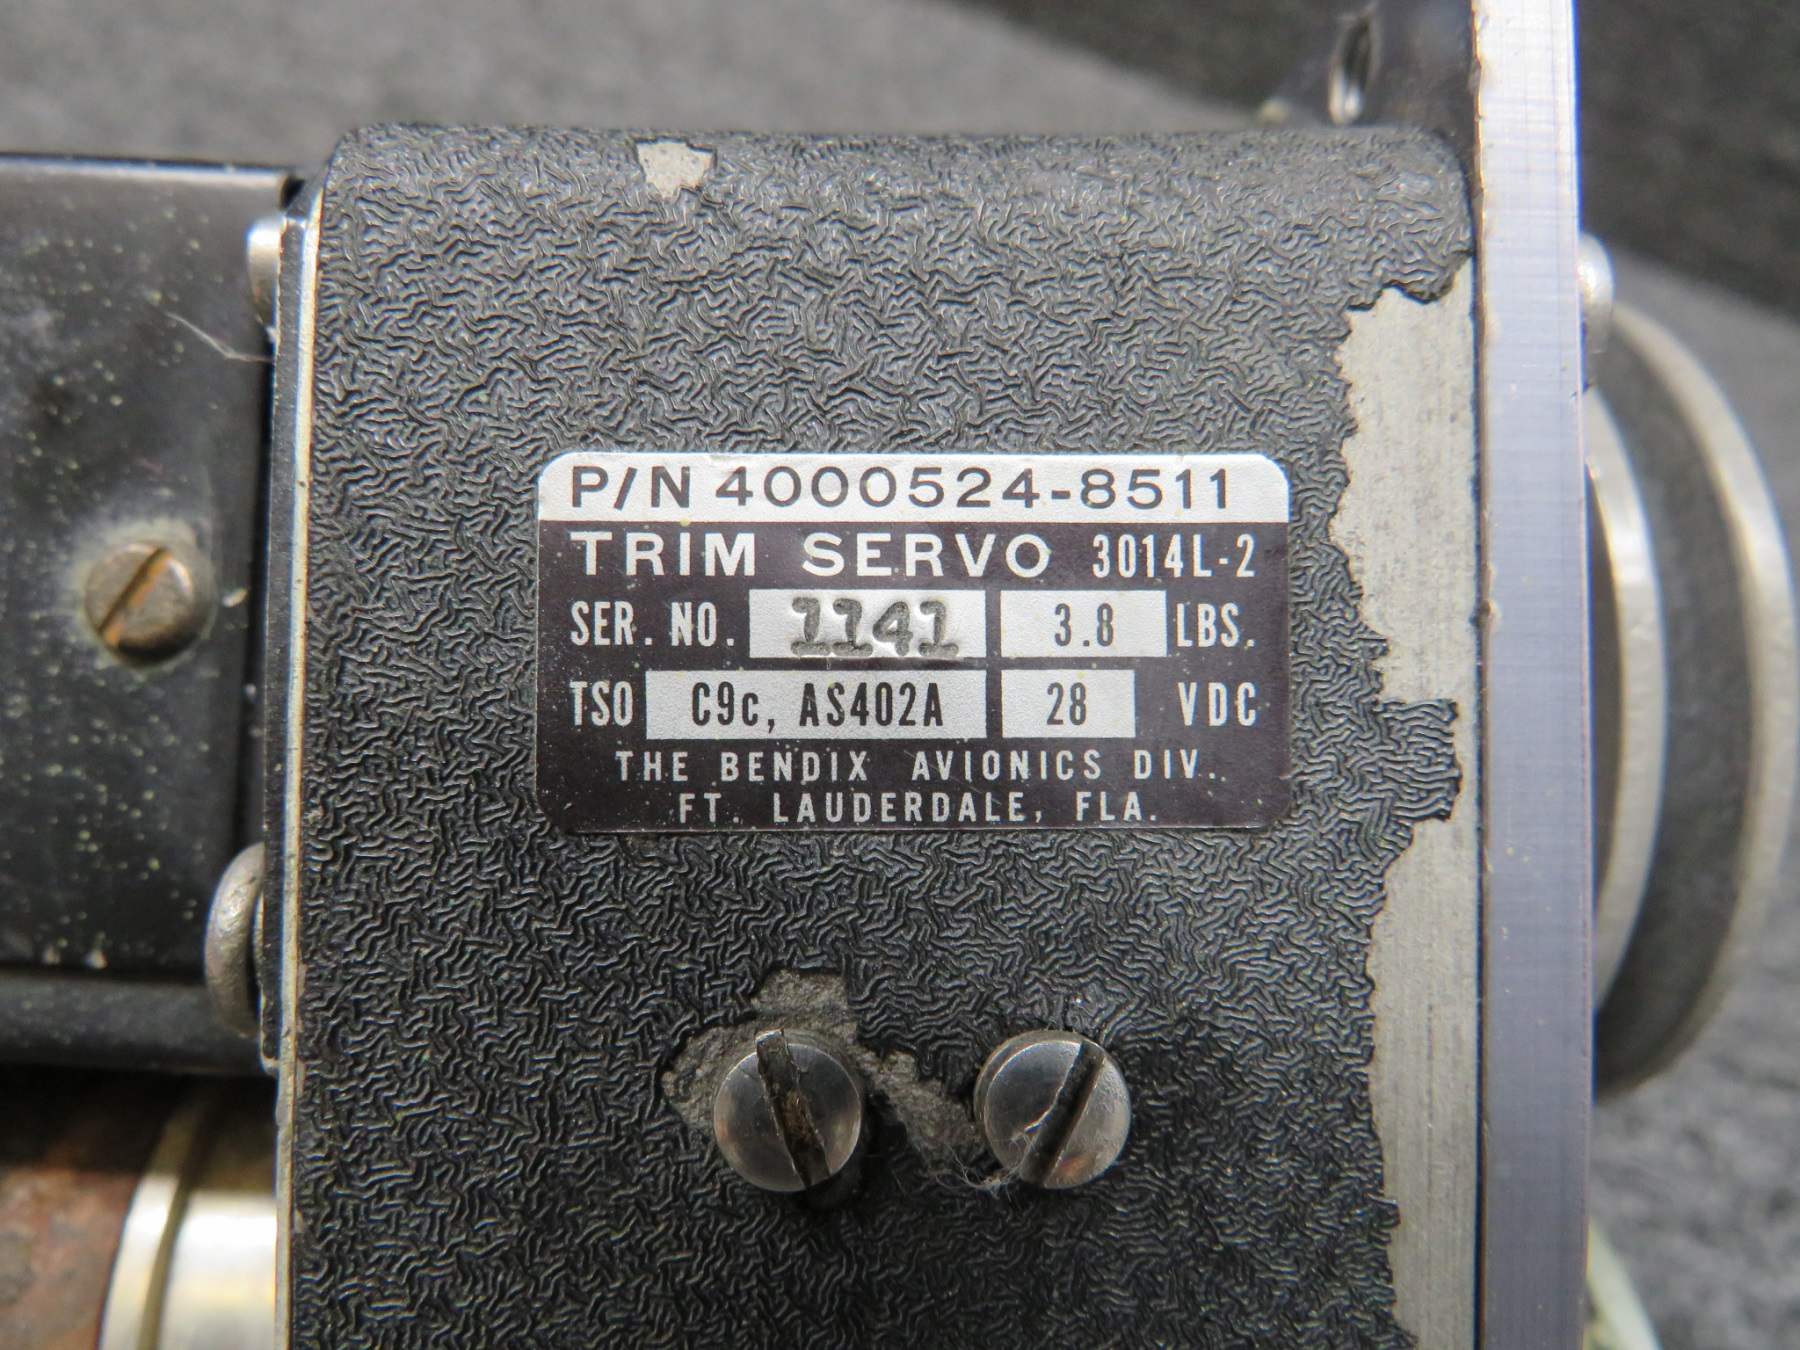 P/N 4000524-8511
TRIM SERVO 3014L-2
SER. NO. 1141 3.8 LBS.
TSO C9c, AS402A 28 VDC
THE BENDIX AVIONICS DIV.
FT. LAUDERDALE, FLA.